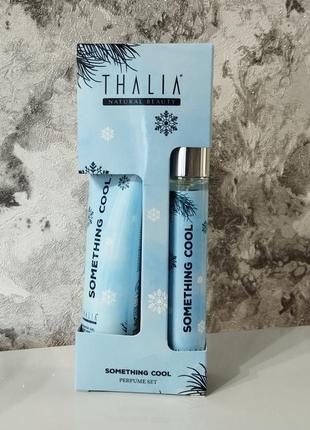 THALIA
NATURAL BEAUTY
SOMETHING COOL
SOMETHING COOL
SOMETHING COOL
PERFUME SET